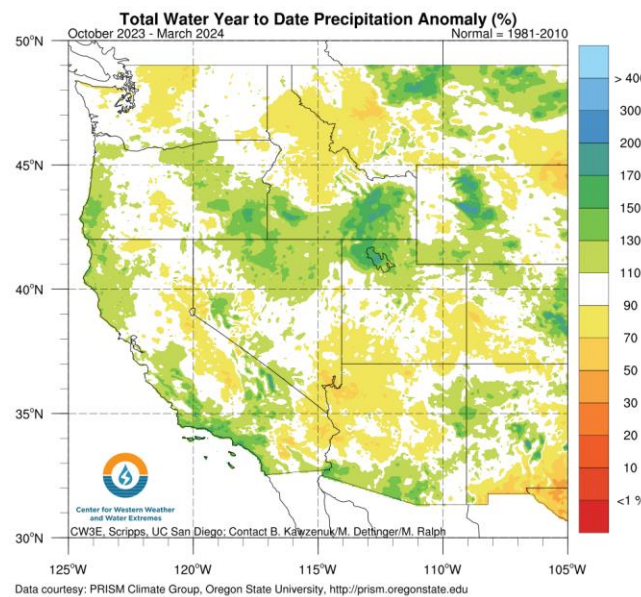 Total Water Year to Date Precipitation Anomaly (%)
October 2023 - March 2024 Normal = 1981-2010
50°N
45°N
40°N
35°N
30°N
125°W 120°W 115°W 110°W 105°W
> 400
300
200
170
150
130
110
90
70
50
30
20
10
<1 %
Center for Western Weather
and Water Extremes
CW3E, Scripps, UC San Diego; Contact B. Kawzenuk/M. Dettinger/M. Ralph
Data courtesy: PRISM Climate Group, Oregon State University, http://prism.oregonstate.edu